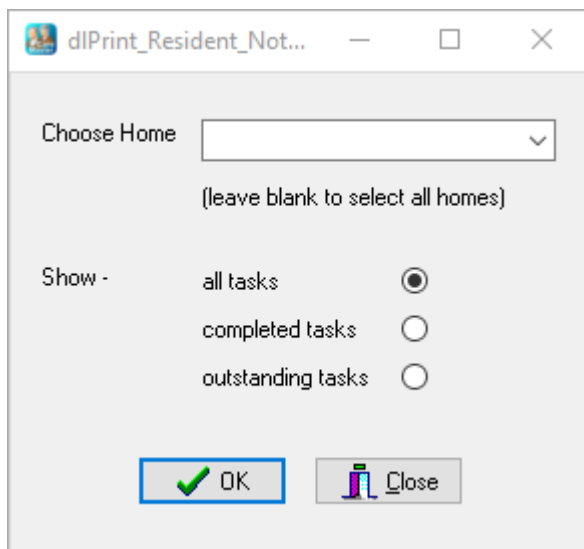 dlPrint_Resident_Not...
Choose Home
(leave blank to select all homes)
Show - all tasks
completed tasks
outstanding tasks
OK Close